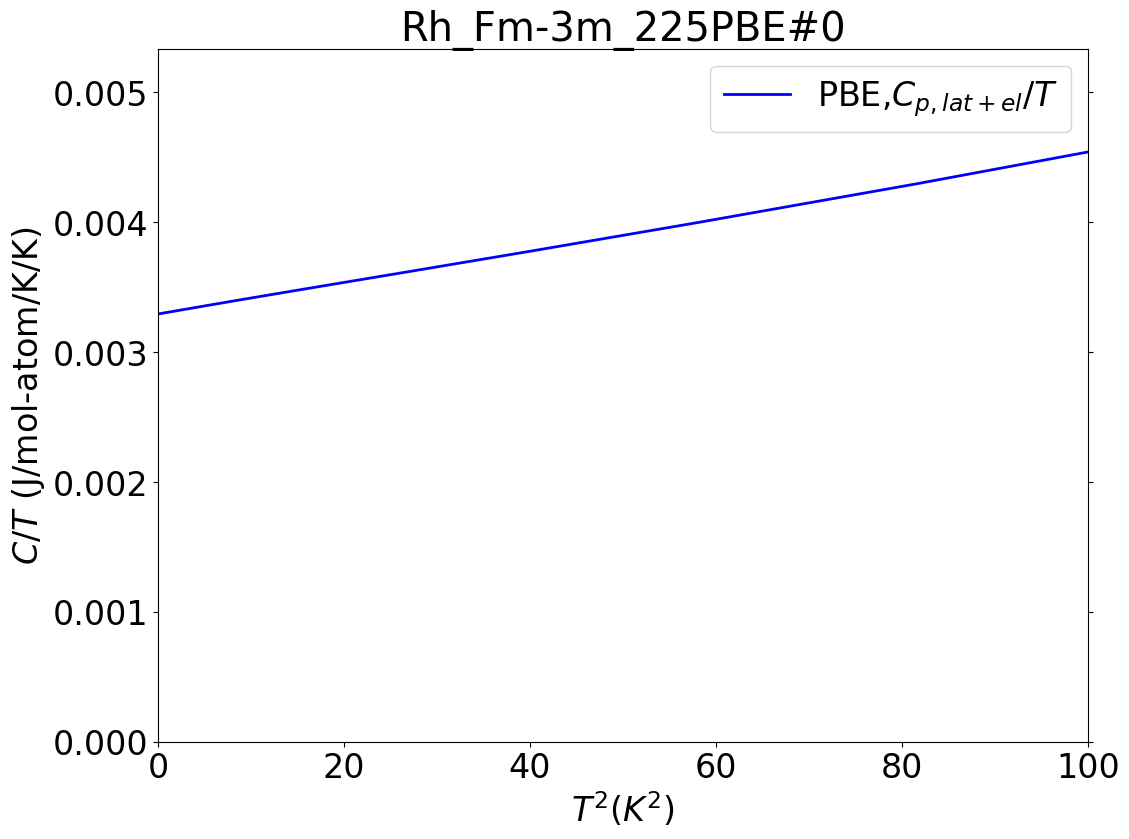 Rh_Fm-3m_225PBE#0
PBE,C_{p, lat+el}/T
C/T (J/mol-atom/K/K)
0.005
0.004
0.003
0.002
0.001
0.000
0 20 40 60 80 100
T^2(K^2)